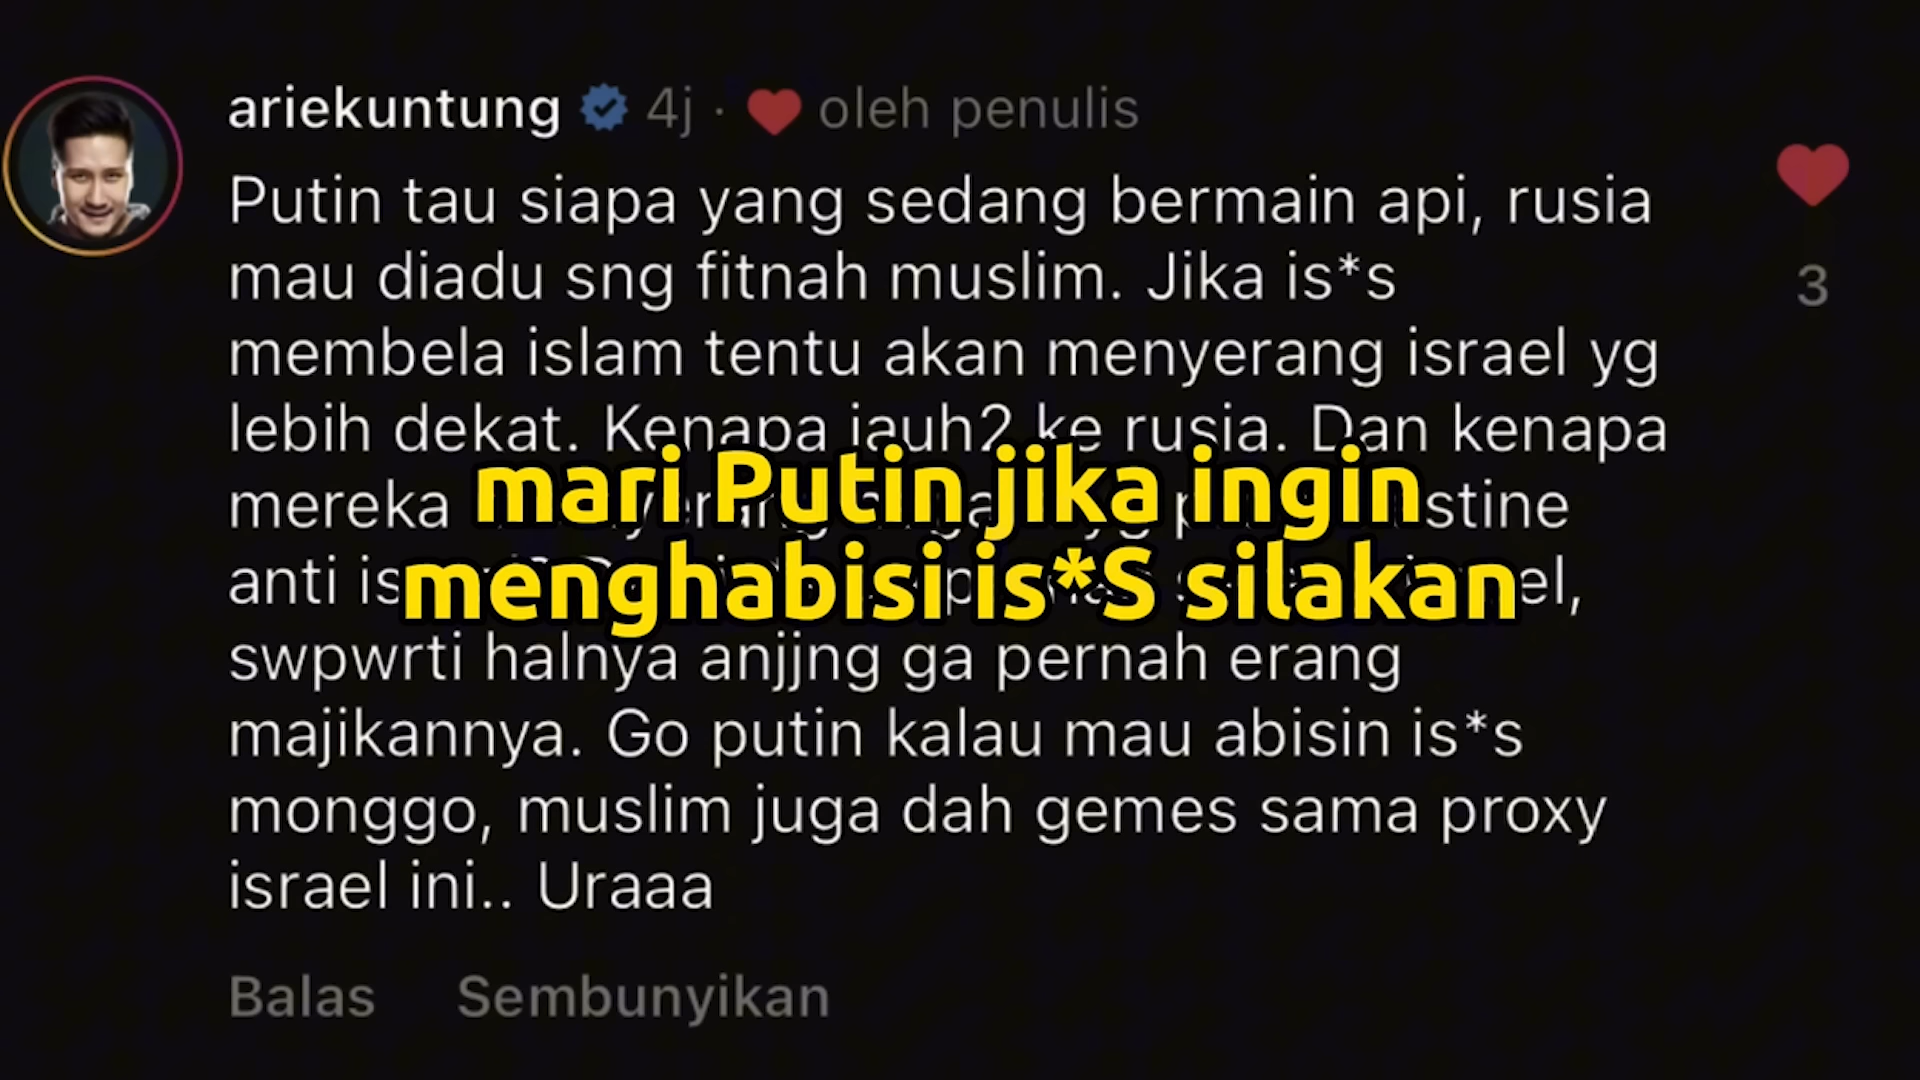 ariekuntung 4j · oleh penulis
Putin tau siapa yang sedang bermain api, rusia
mau diadu sng fitnah muslim. Jika is*s
3
membela islam tentu akan menyerang israel yg
lebih dekat. Kenapa jauh2 ke rusia. Dan kenapa
mereka
mari Putin jika ingin
anti
menghabisi is*S silakan
swpwrti halnya anjjng ga pernah erang
majikannya. Go putin kalau mau abisin is*s
monggo, muslim juga dah gemes sama proxy
israel ini.. Uraaa
Balas Sembunyikan